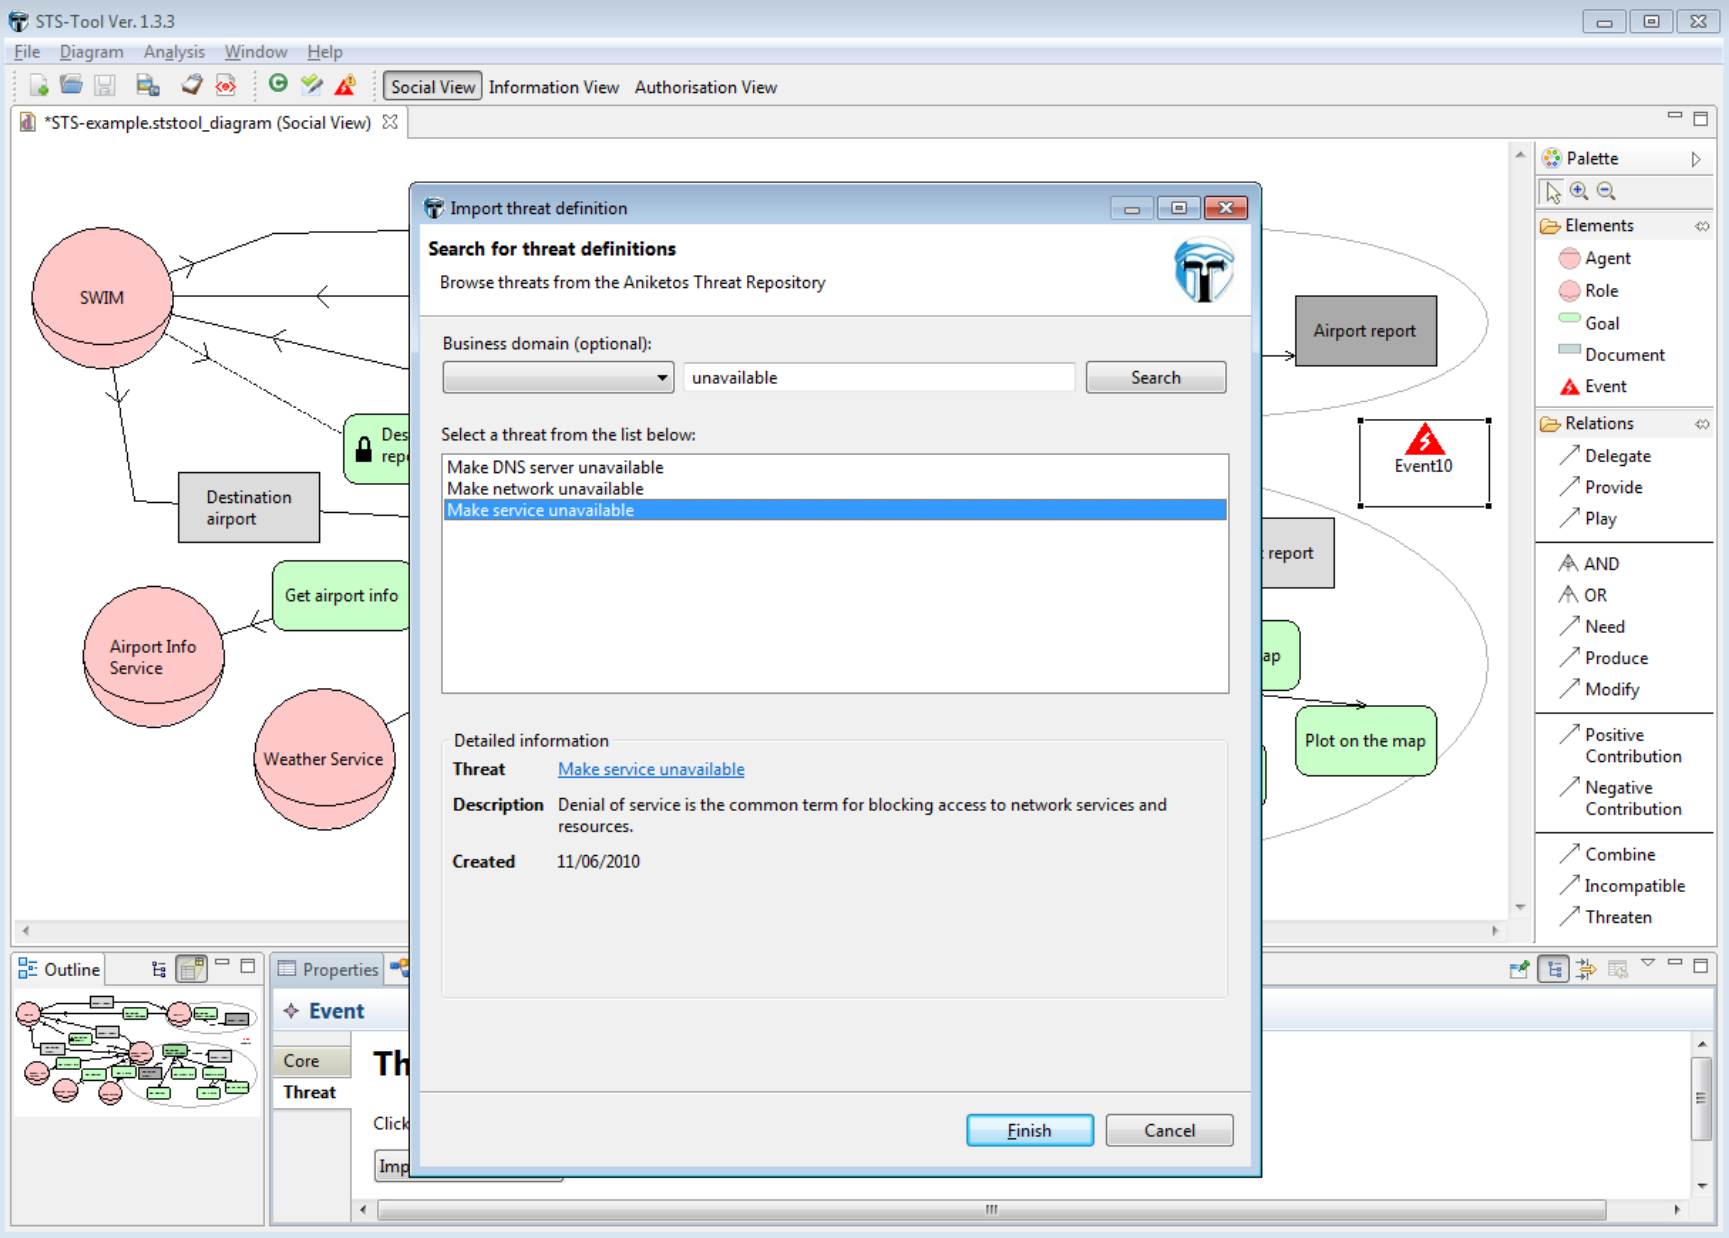 STS-Tool Ver. 1.3.3
File Diagram Analysis Window Help
Social View Information View Authorisation View
*STS-example.ststool_diagram (Social View)
SWIM
Destination
airport
Get airport info
Airport Info
Service
Weather Service
Import threat definition
Search for threat definitions
Browse threats from the Aniketos Threat Repository
Business domain (optional):
unavailable
Search
Select a threat from the list below:
Make DNS server unavailable
Make network unavailable
Make service unavailable
Detailed information
Threat Make service unavailable
Description Denial of service is the common term for blocking access to network services and
resources.
Created 11/06/2010
Finish Cancel
Airport report
Event10
report
Plot on the map
Palette
Elements
Agent
Role
Goal
Document
Event
Relations
Delegate
Provide
Play
AND
OR
Need
Produce
Modify
Positive
Contribution
Negative
Contribution
Combine
Incompatible
Threaten
Outline
Properties
Event
Core
Threat